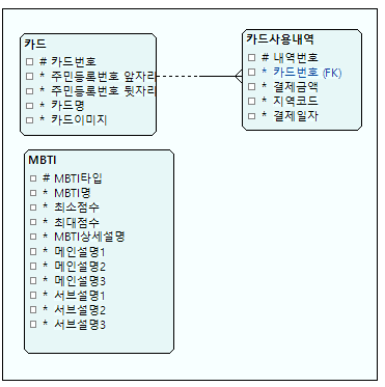 카드
# 카드번호
* 주민등록번호 앞자리
* 주민등록번호 뒷자리
* 카드명
* 카드이미지
카드사용내역
# 내역번호
* 카드번호 (FK)
* 결제금액
* 지역코드
* 결제일자
MBTI
# MBTI타입
* MBTI명
* 최소점수
* 최대점수
* MBTI상세설명
* 메인설명1
* 메인설명2
* 메인설명3
* 서브설명1
* 서브설명2
* 서브설명3